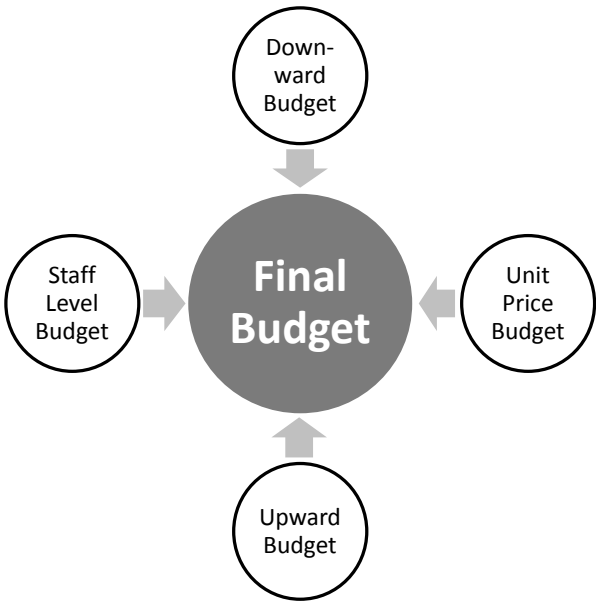 Down-
ward
Budget
Staff
Level
Budget
Final
Budget
Unit
Price
Budget
Upward
Budget